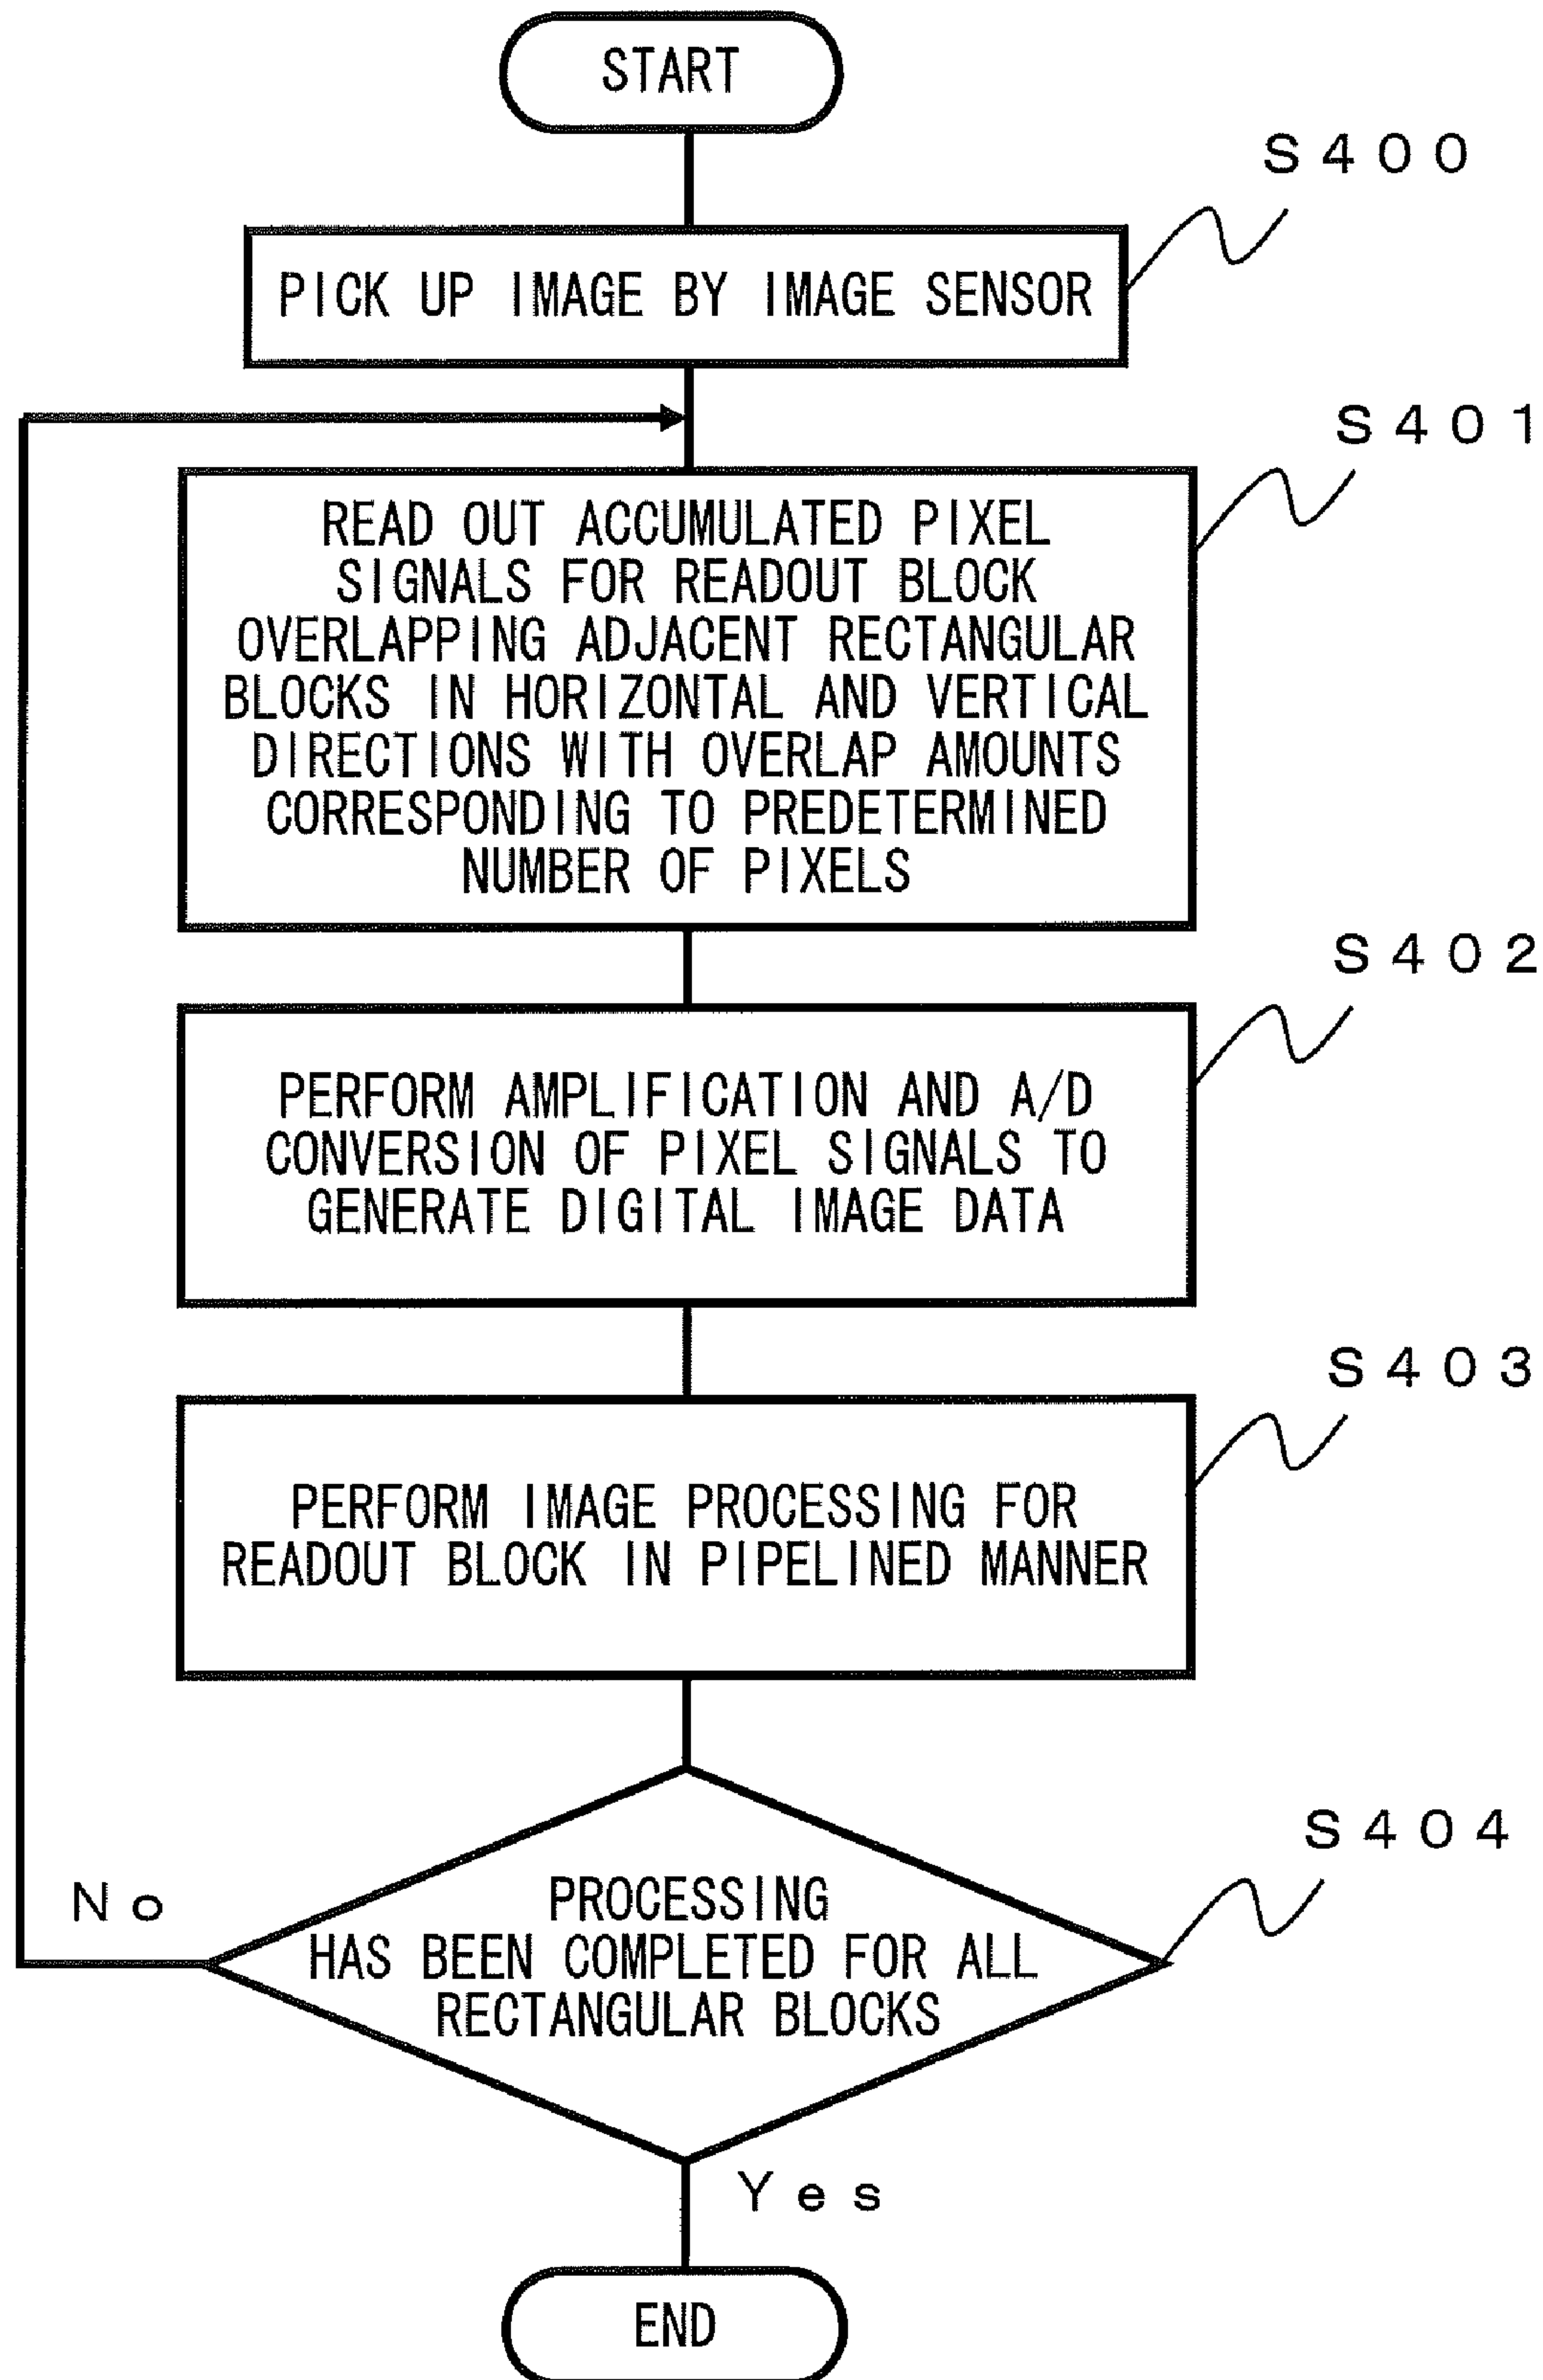 START
S400
PICK UP IMAGE BY IMAGE SENSOR
S401
READ OUT ACCUMULATED PIXEL
SIGNALS FOR READOUT BLOCK
OVERLAPPING ADJACENT RECTANGULAR
BLOCKS IN HORIZONTAL AND VERTICAL
DIRECTIONS WITH OVERLAP AMOUNTS
CORRESPONDING TO PREDETERMINED
NUMBER OF PIXELS
S402
PERFORM AMPLIFICATION AND A/D
CONVERSION OF PIXEL SIGNALS TO
GENERATE DIGITAL IMAGE DATA
S403
PERFORM IMAGE PROCESSING FOR
READOUT BLOCK IN PIPELINED MANNER
S404
No
PROCESSING
HAS BEEN COMPLETED FOR ALL
RECTANGULAR BLOCKS
Yes
END